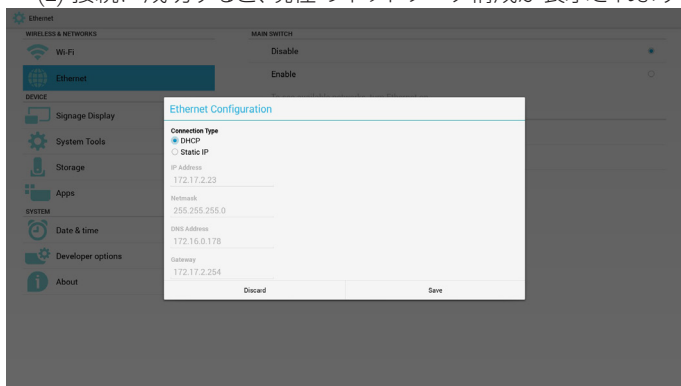 Ethernet
WIRELESS & NETWORKS
Wi-Fi
Ethernet
DEVICE
Signage Display
System Tools
Storage
Apps
SYSTEM
Date & time
Developer options
About
MAIN SWITCH
Disable
Enable
Ethernet Configuration
Connection Type
DHCP
Static IP
IP Address
172.17.2.23
Netmask
255.255.255.0
DNS Address
172.16.0.178
Gateway
172.17.2.254
Discard
Save